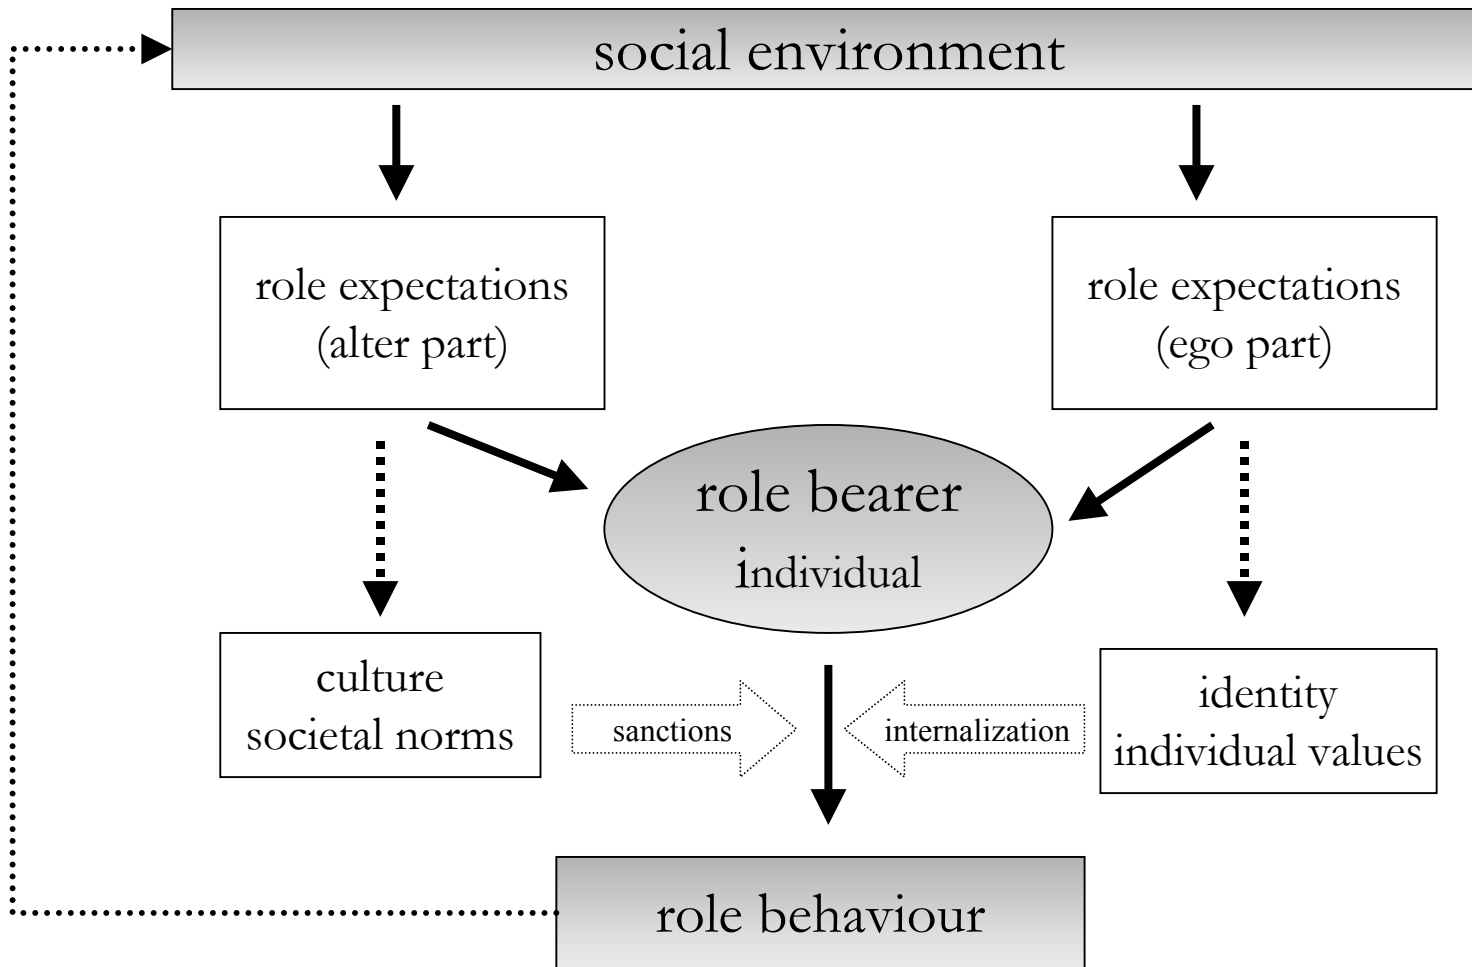 social environment
role expectations
(alter part)
role expectations
(ego part)
role bearer
individual
culture
societal norms
sanctions
internalization
identity
individual values
role behaviour